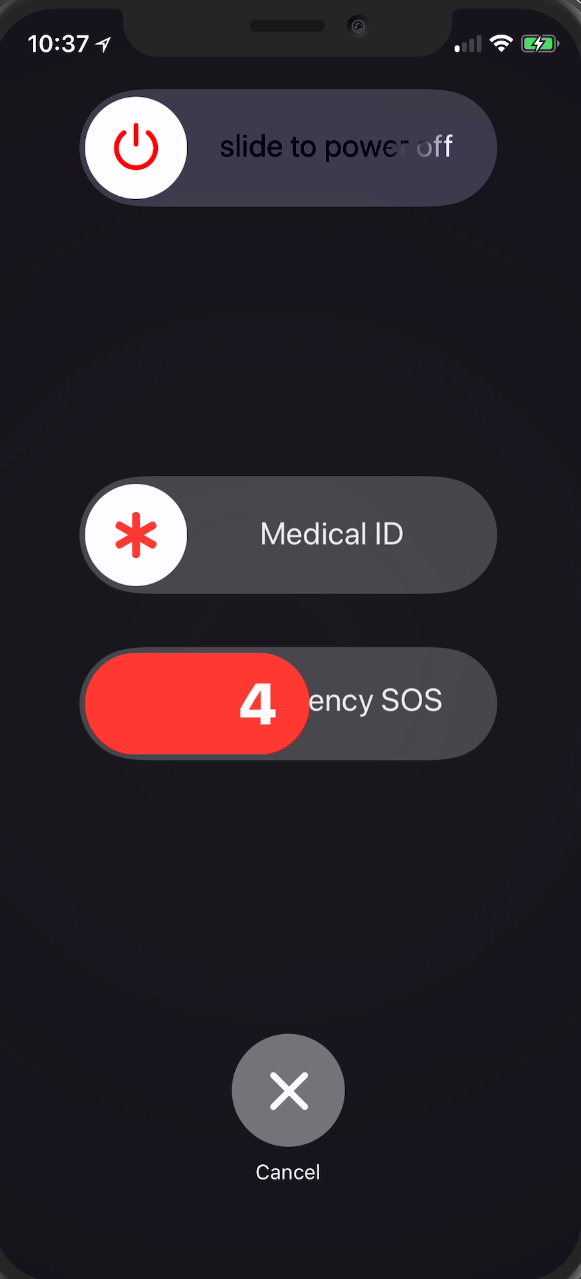 10:37
slide to power off
Medical ID
4
ency SOS
Cancel